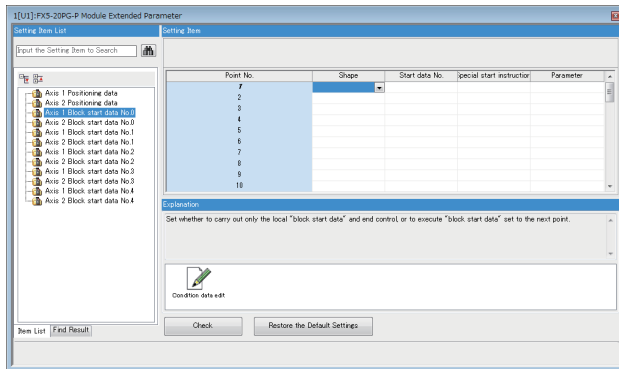 1[U1]:FX5-20PG-P Module Extended Parameter
Setting Item List
Setting Item
Input the Setting Item to Search
Axis 1 Positioning data
Axis 2 Positioning data
Axis 1 Block start data No.0
Axis 2 Block start data No.0
Axis 1 Block start data No.1
Axis 2 Block start data No.1
Axis 1 Block start data No.2
Axis 2 Block start data No.2
Axis 1 Block start data No.3
Axis 2 Block start data No.3
Axis 1 Block start data No.4
Axis 2 Block start data No.4
Item List Find Result
Point No. Shape Start data No. pecial start instruction Parameter
1
2
3
4
5
6
7
8
9
10
Explanation
Set whether to carry out only the local "block start data" and end control, or to execute "block start data" set to the next point.
Condition data edit
Check Restore the Default Settings